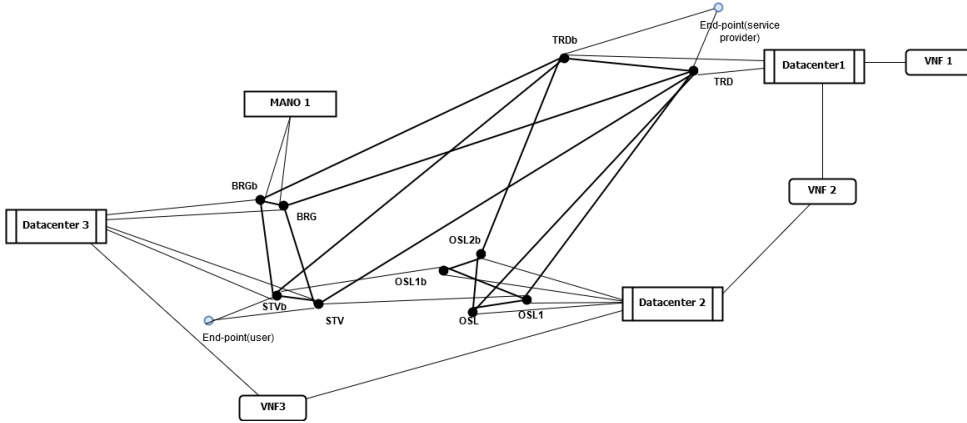 End-point(service
provider)
TRDb
Datacenter1
VNF 1
TRD
MANO 1
BRGb
VNF 2
BRG
Datacenter 3
OSL2b
OSL1b
Datacenter 2
STVb
STV
OSL
OSL1
End-point(user)
VNF3